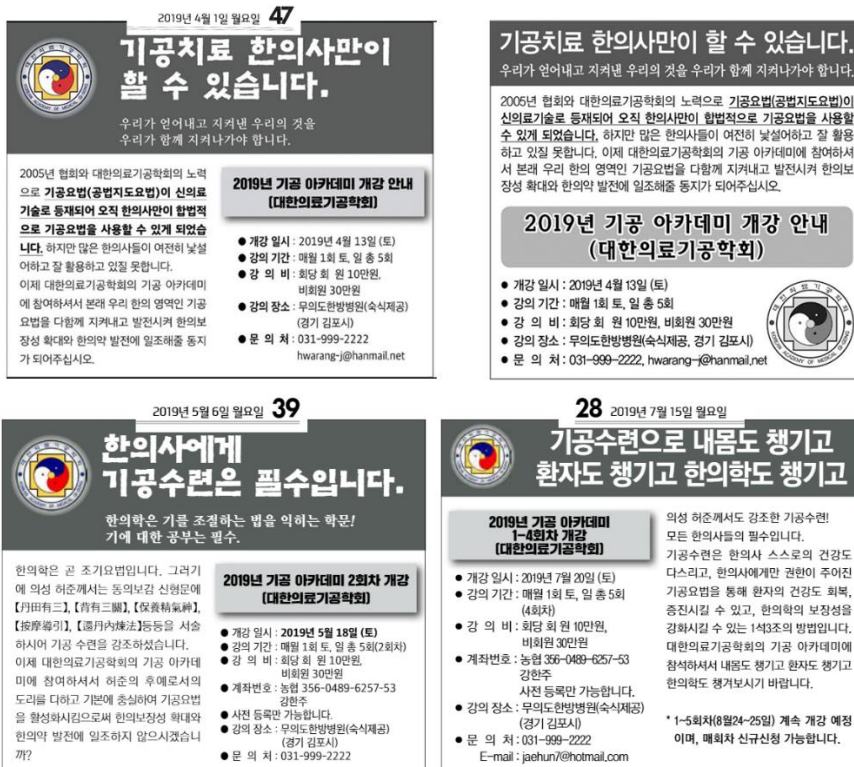 2019년 4월 1일 월요일 47
기공치료 한의사만이
할 수 있습니다.
우리가 얻어내고 지켜낸 우리의 것을
우리가 함께 지켜나가야 합니다.
2005년 협회와 대한의료기공학회의 노력
으로 기공요법(공법지도요법)이 신의료
기술로 등재되어 오직 한의사만이 합법적
으로 기공요법을 사용할 수 있게 되었습
니다. 하지만 많은 한의사들이 여전히 낯설
어하고 잘 활용하고 있질 못합니다.
이제 대한의료기공학회의 기공 아카데미
에 참여하셔서 본래 우리 한의 영역인 기공
요법을 다함께 지켜내고 발전시켜 한의보
장성 확대와 한의약 발전에 일조해줄 동지
가 되어주십시오.
2019년 기공 아카데미 개강 안내
(대한의료기공학회)
● 개강 일시 : 2019년 4월 13일 (토)
● 강의 기간 : 매월 1회 토, 일 총 5회
● 강 의 비 : 회당 회 원 10만원,
비회원 30만원
● 강의 장소 : 무의도한방병원(숙식제공)
(경기 김포시)
● 문 의 처 : 031-999-2222
hwarang-j@hanmail.net
기공치료 한의사만이 할 수 있습니다.
우리가 얻어내고 지켜낸 우리의 것을 우리가 함께 지켜나가야 합니다.
2005년 협회와 대한의료기공학회의 노력으로 기공요법(공법지도요법)이
신의료기술로 등재되어 오직 한의사만이 합법적으로 기공요법을 사용할
수 있게 되었습니다. 하지만 많은 한의사들이 여전히 낯설어하고 잘 활용
하고 있질 못합니다. 이제 대한의료기공학회의 기공 아카데미에 참여하셔
서 본래 우리 한의 영역인 기공요법을 다함께 지켜내고 발전시켜 한의보
장성 확대와 한의약 발전에 일조해줄 동지가 되어주십시오.
2019년 기공 아카데미 개강 안내
(대한의료기공학회)
● 개강 일시 : 2019년 4월 13일 (토)
● 강의 기간 : 매월 1회 토, 일 총 5회
● 강 의 비 : 회당 회 원 10만원, 비회원 30만원
● 강의 장소 : 무의도한방병원(숙식제공, 경기 김포시)
● 문 의 처 : 031-999-2222, hwarang-j@hanmail.net
2019년 5월 6일 월요일 39
한의사에게
기공수련은 필수입니다.
한의학은 기를 조절하는 법을 익히는 학문!
기에 대한 공부는 필수.
한의학은 곧 조기요법입니다. 그러기
에 의성 허준께서는 동의보감 신형문에
【丹田有三】, 【背有三關】, 【保養精氣神】,
【按摩導引】, 【還丹內煉法】등등을 서술
하시어 기공 수련을 강조하셨습니다.
이제 대한의료기공학회의 기공 아카데
미에 참여하셔서 허준의 후예로서의
도리를 다하고 기본에 충실하여 기공요법
을 활성화시킴으로써 한의보장성 확대와
한의약 발전에 일조하지 않으시겠습니
까?
2019년 기공 아카데미 2회차 개강
(대한의료기공학회)
● 개강 일시 : 2019년 5월 18일 (토)
● 강의 기간 : 매월 1회 토, 일 총 5회(2회차)
● 강 의 비 : 회당 회 원 10만원,
비회원 30만원
● 계좌번호 : 농협 356-0489-6257-53
강한주
● 사전 등록만 가능합니다.
● 강의 장소 : 무의도한방병원(숙식제공)
(경기 김포시)
● 문 의 처 : 031-999-2222
28 2019년 7월 15일 월요일
기공수련으로 내몸도 챙기고
환자도 챙기고 한의학도 챙기고
2019년 기공 아카데미
1-4회차 개강
(대한의료기공학회)
● 개강 일시 : 2019년 7월 20일 (토)
● 강의 기간 : 매월 1회 토, 일 총 5회
(4회차)
● 강 의 비 : 회당 회 원 10만원,
비회원 30만원
● 계좌번호 : 농협 356-0489-6257-53
강한주
사전 등록만 가능합니다.
● 강의 장소 : 무의도한방병원(숙식제공)
(경기 김포시)
● 문 의 처 : 031-999-2222
E-mail : jaehun7@hotmail.com
의성 허준께서도 강조한 기공수련!
모든 한의사들의 필수입니다.
기공수련은 한의사 스스로의 건강도
다스리고, 한의사에게만 권한이 주어진
기공요법을 통해 환자의 건강도 회복,
증진시킬 수 있고, 한의학의 보장성을
강화시킬 수 있는 1석3조의 방법입니다.
대한의료기공학회의 기공 아카데미에
참석하셔서 내몸도 챙기고 환자도 챙기고
한의학도 챙겨보시기 바랍니다.
* 1~5회차(8월24~25일) 계속 개강 예정
이며, 매회차 신규신청 가능합니다.